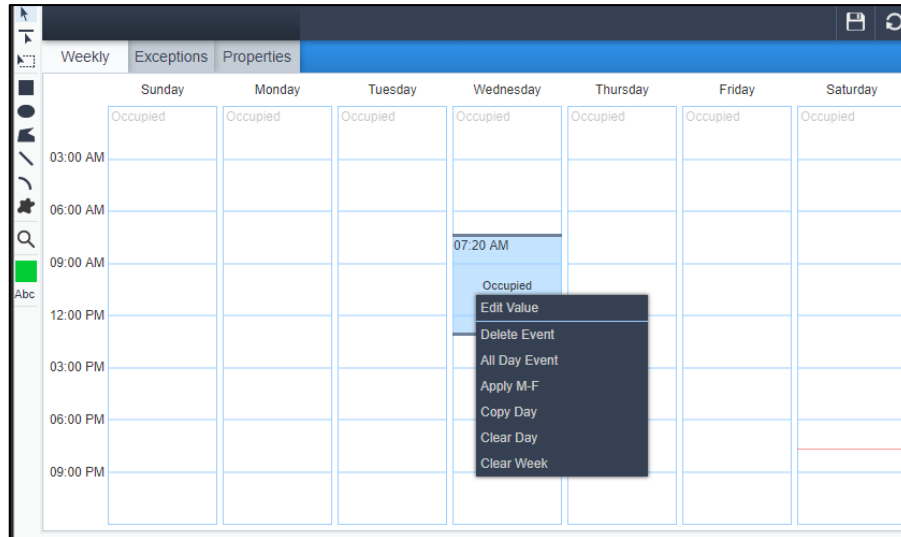 Weekly Exceptions Properties
Sunday Monday Tuesday Wednesday Thursday Friday Saturday
Occupied Occupied Occupied Occupied Occupied Occupied Occupied
03:00 AM
06:00 AM
07:20 AM
09:00 AM
Occupied
Abc
Edit Value
12:00 PM
Delete Event
All Day Event
03:00 PM
Apply M-F
Copy Day
06:00 PM
Clear Day
Clear Week
09:00 PM